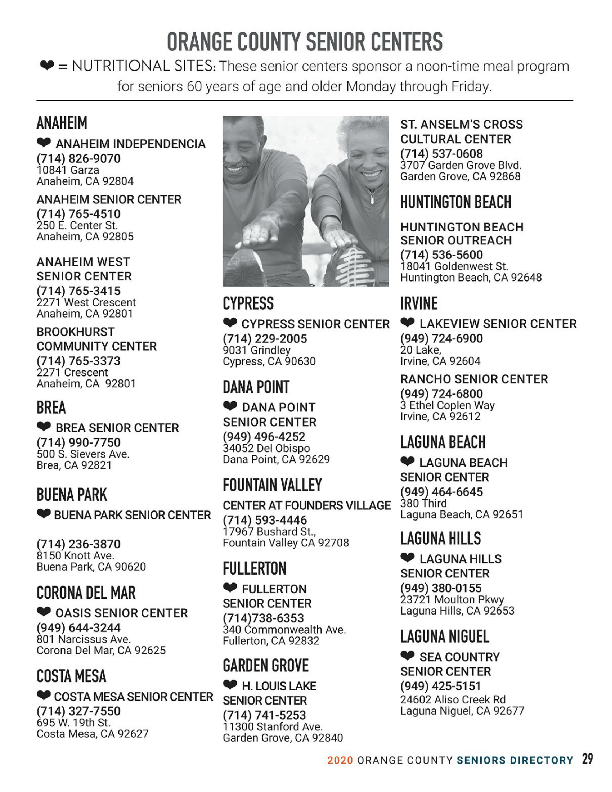 ORANGE COUNTY SENIOR CENTERS
❤ = NUTRITIONAL SITES: These senior centers sponsor a noon-time meal program
for seniors 60 years of age and older Monday through Friday.
ANAHEIM
❤ ANAHEIM INDEPENDENCIA
(714) 826-9070
10841 Garza
Anaheim, CA 92804
ANAHEIM SENIOR CENTER
(714) 765-4510
250 E. Center St.
Anaheim, CA 92805
ANAHEIM WEST
SENIOR CENTER
(714) 765-3415
2271 West Crescent
Anaheim, CA 92801
BROOKHURST
COMMUNITY CENTER
(714) 765-3373
2271 Crescent
Anaheim, CA 92801
BREA
❤ BREA SENIOR CENTER
(714) 990-7750
500 S. Sievers Ave.
Brea, CA 92821
BUENA PARK
❤ BUENA PARK SENIOR CENTER
(714) 236-3870
8150 Knott Ave.
Buena Park, CA 90620
CORONA DEL MAR
❤ OASIS SENIOR CENTER
(949) 644-3244
801 Narcissus Ave.
Corona Del Mar, CA 92625
COSTA MESA
❤ COSTA MESA SENIOR CENTER
(714) 327-7550
695 W. 19th St.
Costa Mesa, CA 92627
CYPRESS
❤ CYPRESS SENIOR CENTER
(714) 229-2005
9031 Grindley
Cypress, CA 90630
DANA POINT
❤ DANA POINT
SENIOR CENTER
(949) 496-4252
34052 Del Obispo
Dana Point, CA 92629
FOUNTAIN VALLEY
CENTER AT FOUNDERS VILLAGE
(714) 593-4446
17967 Bushard St.,
Fountain Valley CA 92708
FULLERTON
❤ FULLERTON
SENIOR CENTER
(714)738-6353
340 Commonwealth Ave.
Fullerton, CA 92832
GARDEN GROVE
❤ H. LOUIS LAKE
SENIOR CENTER
(714) 741-5253
11300 Stanford Ave.
Garden Grove, CA 92840
ST. ANSELM'S CROSS
CULTURAL CENTER
(714) 537-0608
3707 Garden Grove Blvd.
Garden Grove, CA 92868
HUNTINGTON BEACH
HUNTINGTON BEACH
SENIOR OUTREACH
(714) 536-5600
18041 Goldenwest St.
Huntington Beach, CA 92648
IRVINE
❤ LAKEVIEW SENIOR CENTER
(949) 724-6900
20 Lake,
Irvine, CA 92604
RANCHO SENIOR CENTER
(949) 724-6800
3 Ethel Coplen Way
Irvine, CA 92612
LAGUNA BEACH
❤ LAGUNA BEACH
SENIOR CENTER
(949) 464-6645
380 Third
Laguna Beach, CA 92651
LAGUNA HILLS
❤ LAGUNA HILLS
SENIOR CENTER
(949) 380-0155
23721 Moulton Pkwy
Laguna Hills, CA 92653
LAGUNA NIGUEL
❤ SEA COUNTRY
SENIOR CENTER
(949) 425-5151
24602 Aliso Creek Rd
Laguna Niguel, CA 92677
2020 ORANGE COUNTY SENIORS DIRECTORY 29